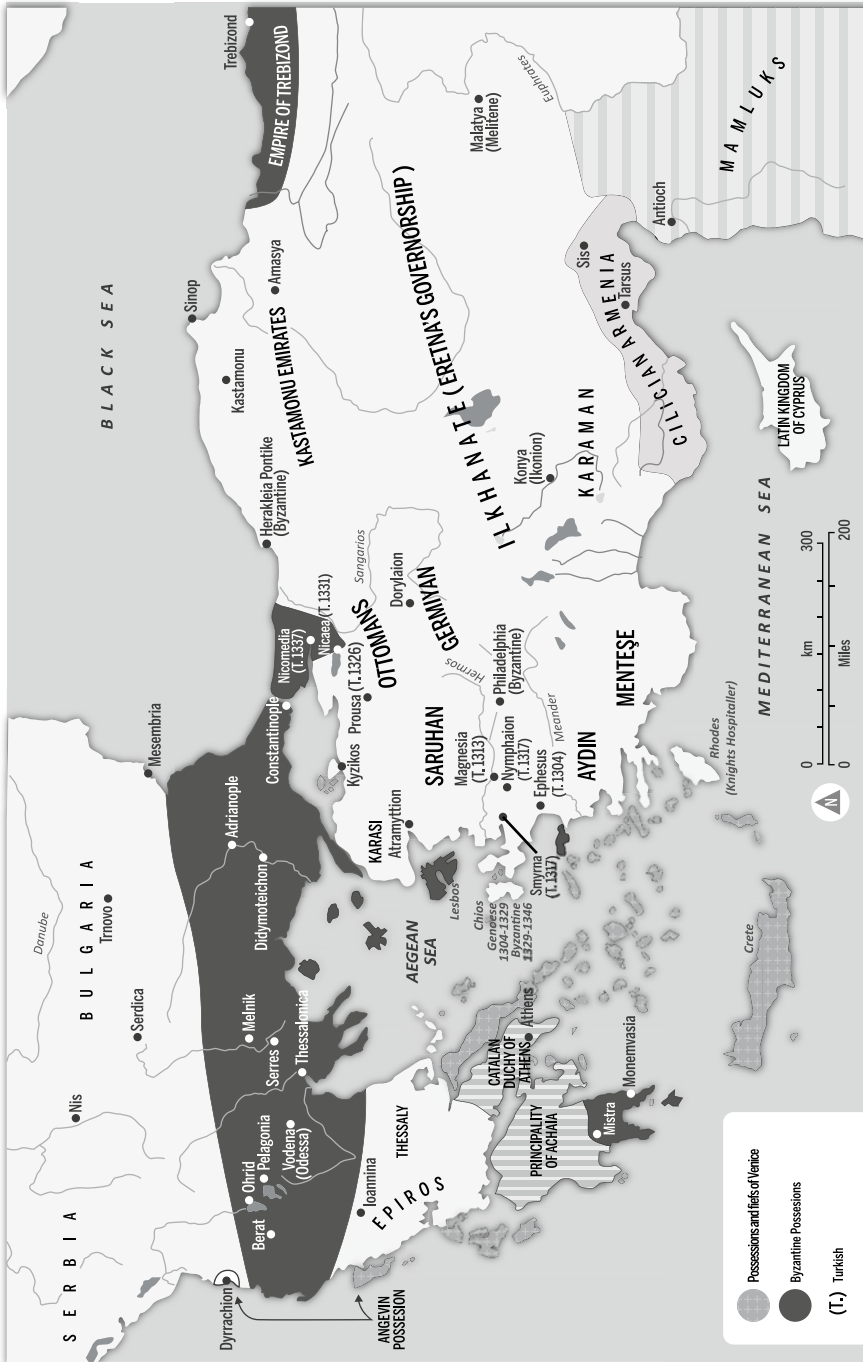 BLACK SEA
SERBIA
BULGARIA
Danube
Nis
Serdica
Trnovo
Mesembria
Dyrrachion
Berat
Ohrid
Pelagonia
Vodena
(Odessa)
Melnik
Serres
Thessalonica
Adrianople
Didymoteichon
Constantinople
Nicomedia
(T. 1337)
Nicaea (T. 1331)
Herakleia Pontike
(Byzantine)
Kastamonu
Sinop
KASTAMONU EMIRATES
Amasya
EMPIRE OF TREBIZOND
Trebizond
ANGEVIN
POSSESION
Ioannina
EPIROS
THESSALY
AEGEAN
SEA
Lesbos
Kyzikos
Prousa (T. 1326)
OTTOMANS
Sangarios
KARASI
Atramyttion
Dorylaion
GERMIYAN
SARUHAN
Hermos
Magnesia
(T. 1313)
Nymphaion
(T. 1317)
Philadelphia
(Byzantine)
Chios
Genoese
1304-1329
Byzantine
1329-1346
Smyrna
(T. 1317)
Ephesus
(T. 1304)
Meander
AYDIN
MENTEŞE
ILKHANATE (ERETNA'S GOVERNORSHIP)
Konya
(Ikonion)
KARAMAN
Malatya
(Melitene)
Euphrates
CILICIAN ARMENIA
Sis
Tarsus
Antioch
MAMLUKS
CATALAN
DUCHY OF
ATHENS
Athens
PRINCIPALITY
OF ACHAIA
Mistra
Monemvasia
Crete
Rhodes
(Knights Hospitaller)
MEDITERRANEAN SEA
LATIN KINGDOM
OF CYPRUS
Possessions and fiefs of Venice
Byzantine Possesions
(T.) Turkish
N
0 km 300
0 Miles 200